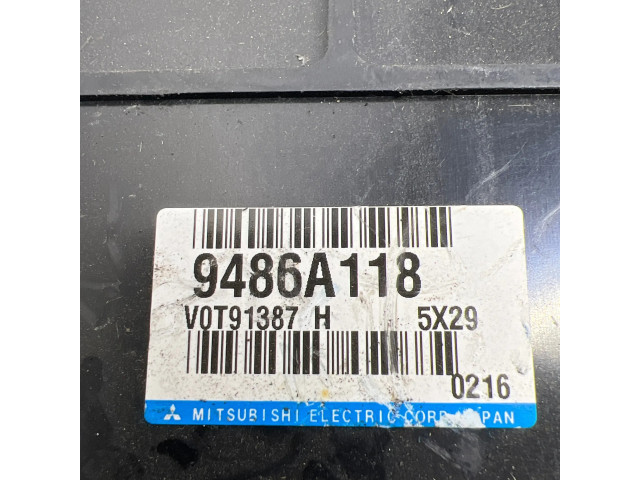 9486A118
V0T91387 H 5X29
0216
MITSUBISHI ELECTRIC CORP. JAPAN